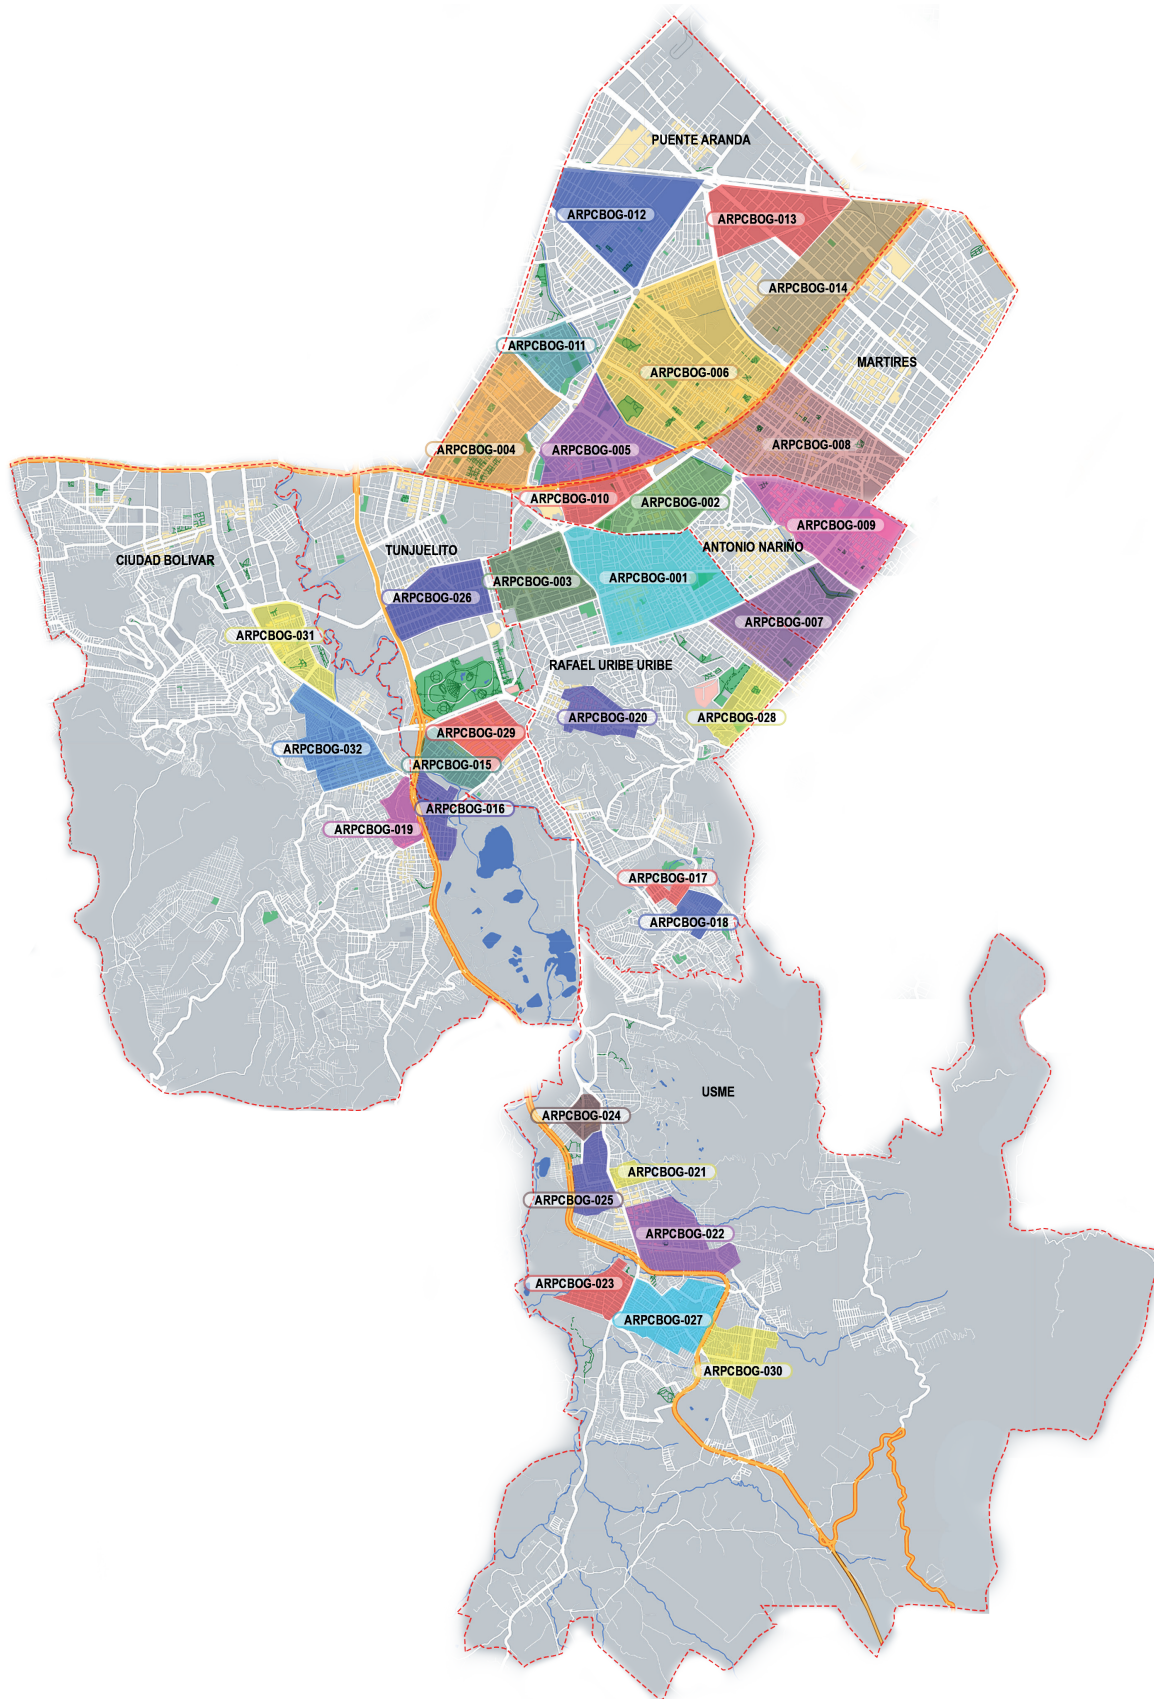 PUENTE ARANDA
ARPCBOG-012
ARPCBOG-013
ARPCBOG-014
ARPCBOG-011
ARPCBOG-006
MARTIRES
ARPCBOG-004
ARPCBOG-005
ARPCBOG-008
ARPCBOG-010
ARPCBOG-002
ARPCBOG-009
CIUDAD BOLIVAR
TUNJUELITO
ANTONIO NARIÑO
ARPCBOG-003
ARPCBOG-001
ARPCBOG-026
ARPCBOG-007
ARPCBOG-031
RAFAEL URIBE URIBE
ARPCBOG-020
ARPCBOG-028
ARPCBOG-029
ARPCBOG-032
ARPCBOG-015
ARPCBOG-016
ARPCBOG-019
ARPCBOG-017
ARPCBOG-018
USME
ARPCBOG-024
ARPCBOG-021
ARPCBOG-025
ARPCBOG-022
ARPCBOG-023
ARPCBOG-027
ARPCBOG-030